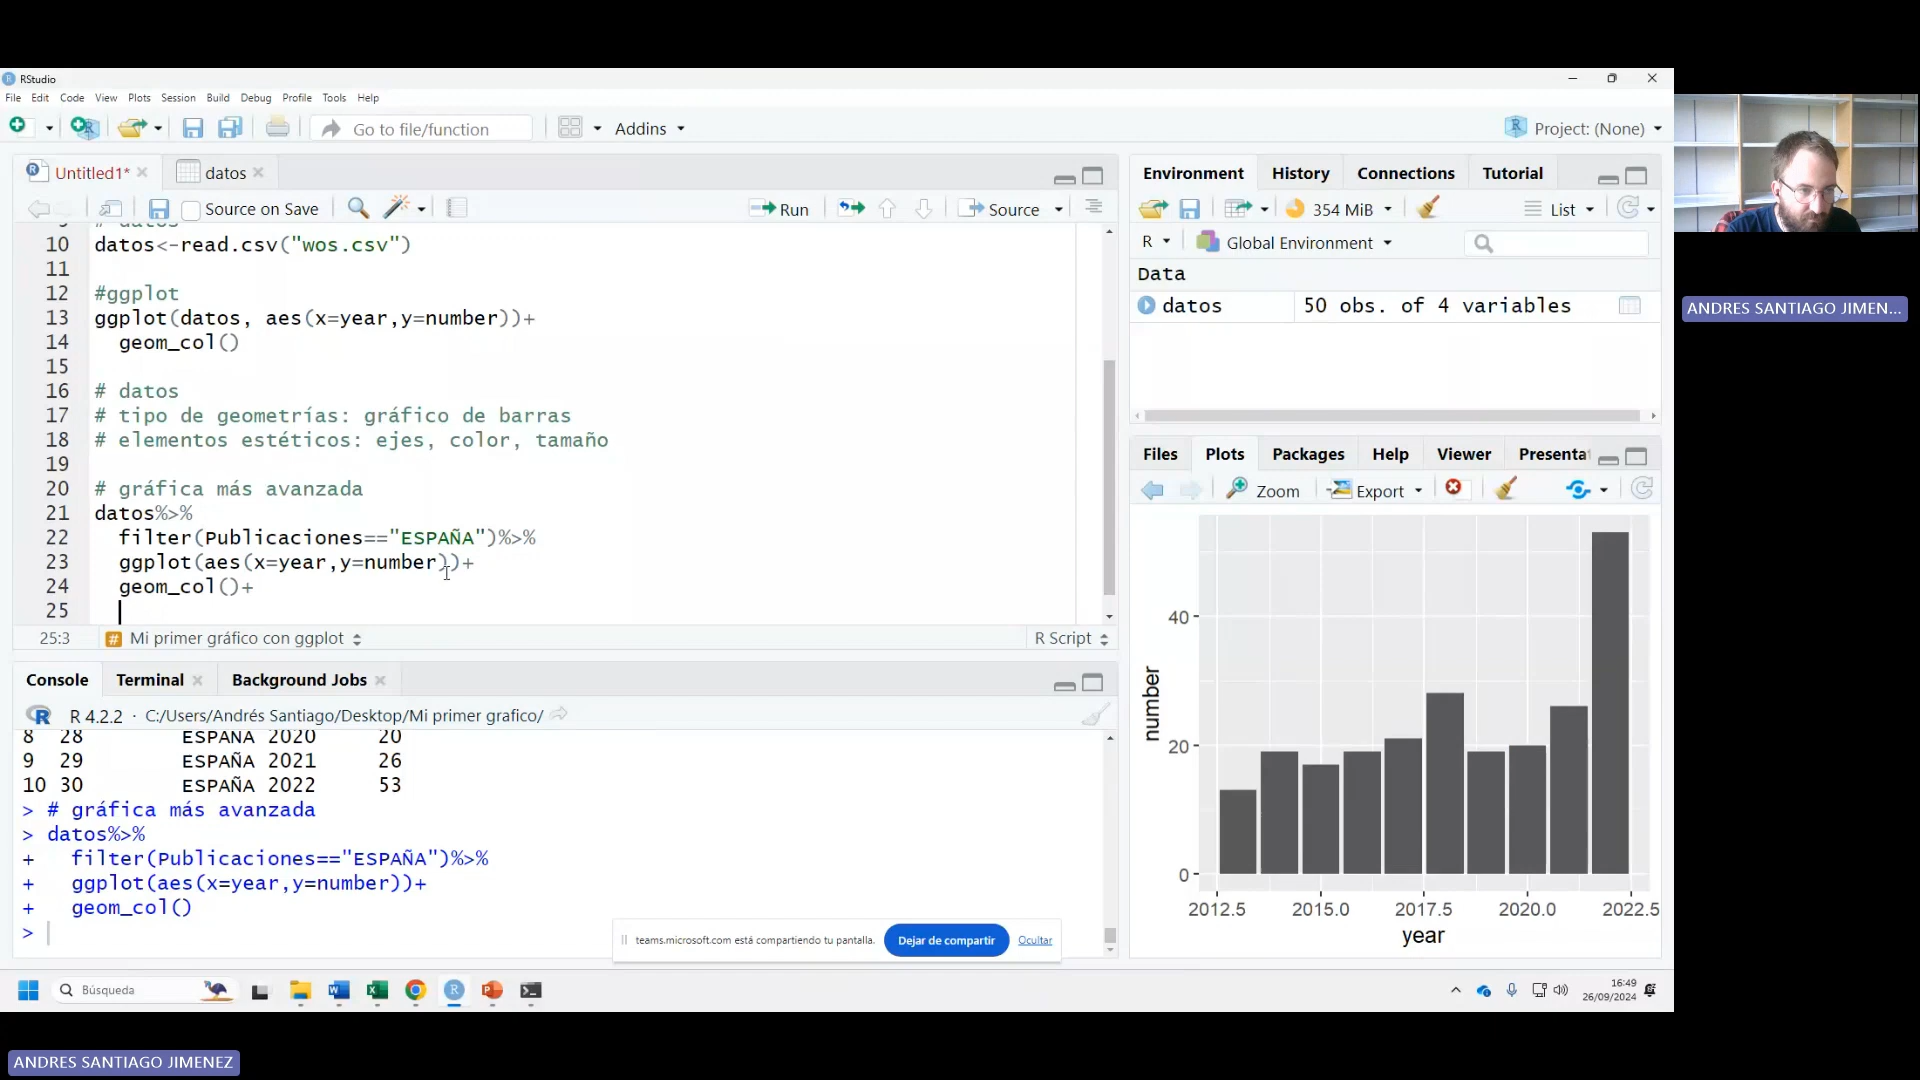 RStudio
File Edit Code View Plots Session Build Debug Profile Tools Help
Go to file/function
Addins
Project: (None)
Untitled1*
datos
Source on Save
Run
Source
9 # datos
10 datos<-read.csv("wos.csv")
11
12 #ggplot
13 ggplot(datos, aes(x=year,y=number))+
14 geom_col()
15
16 # datos
17 # tipo de geometrías: gráfico de barras
18 # elementos estéticos: ejes, color, tamaño
19
20 # gráfica más avanzada
21 datos%>%
22 filter(Publicaciones=="ESPAÑA")%>%
23 ggplot(aes(x=year,y=number))+
24 geom_col()+
25
25:3 # Mi primer gráfico con ggplot
R Script
Console Terminal Background Jobs
R 4.2.2 · C:/Users/Andrés Santiago/Desktop/Mi primer grafico/
8 28 ESPAÑA 2020 20
9 29 ESPAÑA 2021 26
10 30 ESPAÑA 2022 53
> # gráfica más avanzada
> datos%>%
+ filter(Publicaciones=="ESPAÑA")%>%
+ ggplot(aes(x=year,y=number))+
+ geom_col()
>
Environment History Connections Tutorial
354 MiB
List
R Global Environment
Data
datos 50 obs. of 4 variables
Files Plots Packages Help Viewer Presenta
Zoom Export
number
40
20
0
2012.5 2015.0 2017.5 2020.0 2022.5
year
teams.microsoft.com está compartiendo tu pantalla. Dejar de compartir Ocultar
Búsqueda
16:49
26/09/2024
ANDRES SANTIAGO JIMEN...
ANDRES SANTIAGO JIMENEZ